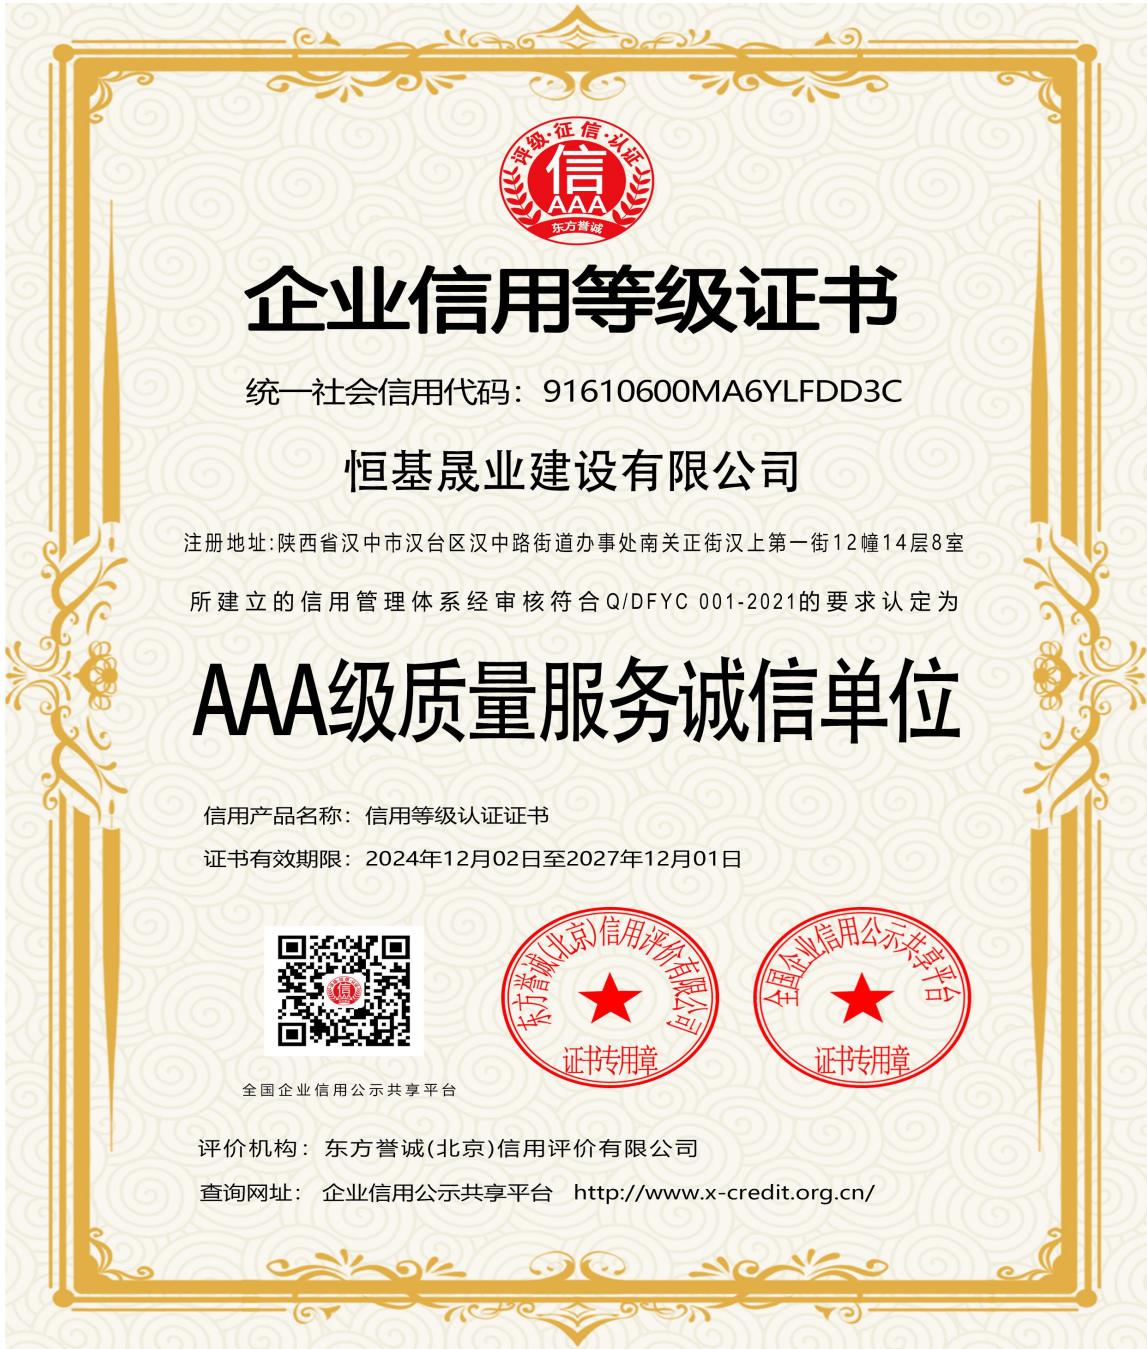 评级·征信·认证
信
AAA
东方誉诚
企业信用等级证书
统一社会信用代码：91610600MA6YLFDD3C
恒基晟业建设有限公司
注册地址:陕西省汉中市汉台区汉中路街道办事处南关正街汉上第一街12幢14层8室
所建立的信用管理体系经审核符合Q/DFYC 001-2021的要求认定为
AAA级质量服务诚信单位
信用产品名称：信用等级认证证书
证书有效期限：2024年12月02日至2027年12月01日
信
东方誉诚(北京)信用评价有限公司
证书专用章
全国企业信用公示共享平台
证书专用章
全国企业信用公示共享平台
评价机构：东方誉诚(北京)信用评价有限公司
查询网址： 企业信用公示共享平台 http://www.x-credit.org.cn/